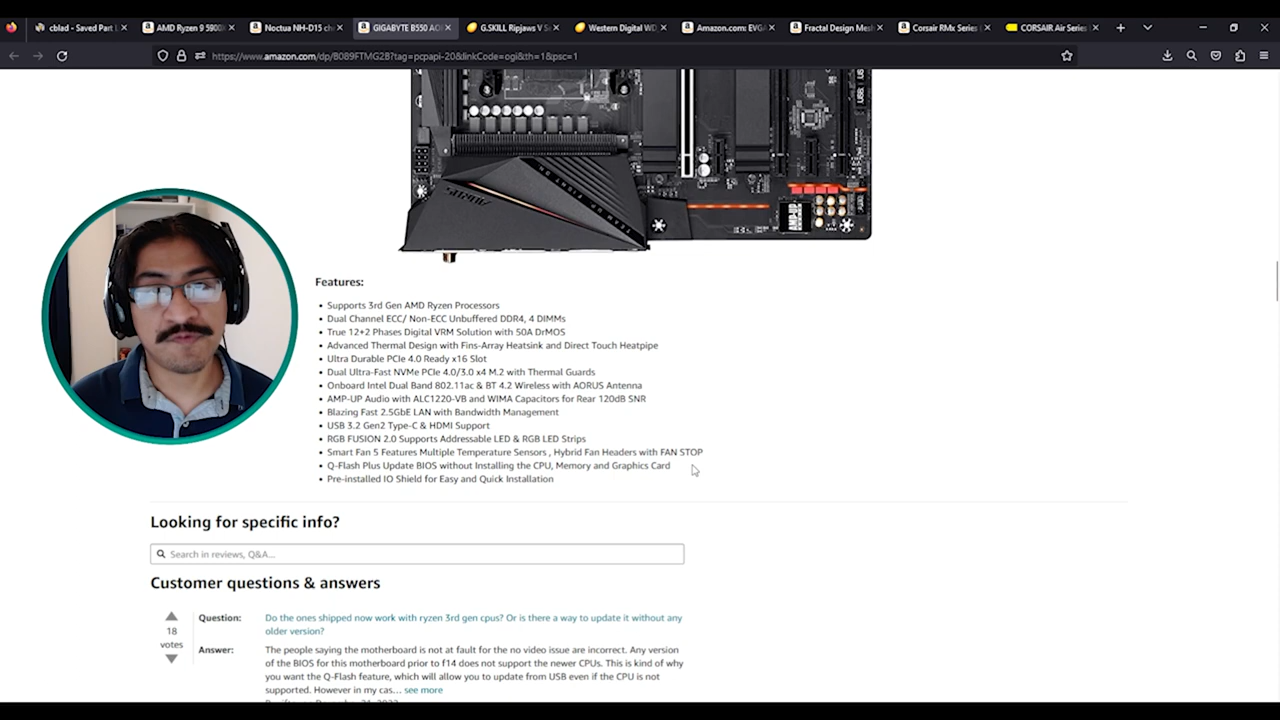 cblad - Saved Part L
AMD Ryzen 9 5900X
Noctua NH-D15 ch
GIGABYTE B550 AO
G.SKILL Ripjaws V Se
Western Digital WD
Amazon.com: EVGA
Fractal Design Mesh
Corsair RMx Series
CORSAIR Air Series
https://www.amazon.com/dp/B089FTMG2B?tag=pcpapi-20&linkCode=ogi&th=1&psc=1
AORUS
TEAM UP. FIGHT ON.
AMP-UP
Features:
• Supports 3rd Gen AMD Ryzen Processors
• Dual Channel ECC/ Non-ECC Unbuffered DDR4, 4 DIMMs
• True 12+2 Phases Digital VRM Solution with 50A DrMOS
• Advanced Thermal Design with Fins-Array Heatsink and Direct Touch Heatpipe
• Ultra Durable PCIe 4.0 Ready x16 Slot
• Dual Ultra-Fast NVMe PCIe 4.0/3.0 x4 M.2 with Thermal Guards
• Onboard Intel Dual Band 802.11ac & BT 4.2 Wireless with AORUS Antenna
• AMP-UP Audio with ALC1220-VB and WIMA Capacitors for Rear 120dB SNR
• Blazing Fast 2.5GbE LAN with Bandwidth Management
• USB 3.2 Gen2 Type-C & HDMI Support
• RGB FUSION 2.0 Supports Addressable LED & RGB LED Strips
• Smart Fan 5 Features Multiple Temperature Sensors , Hybrid Fan Headers with FAN STOP
• Q-Flash Plus Update BIOS without Installing the CPU, Memory and Graphics Card
• Pre-installed IO Shield for Easy and Quick Installation
Looking for specific info?
Search in reviews, Q&A...
Customer questions & answers
18
votes
Question:
Do the ones shipped now work with ryzen 3rd gen cpus? Or is there a way to update it without any
older version?
Answer:
The people saying the motherboard is not at fault for the no video issue are incorrect. Any version
of the BIOS for this motherboard prior to f14 does not support the newer CPUs. This is kind of why
you want the Q-Flash feature, which will allow you to update from USB even if the CPU is not
supported. However in my cas... see more